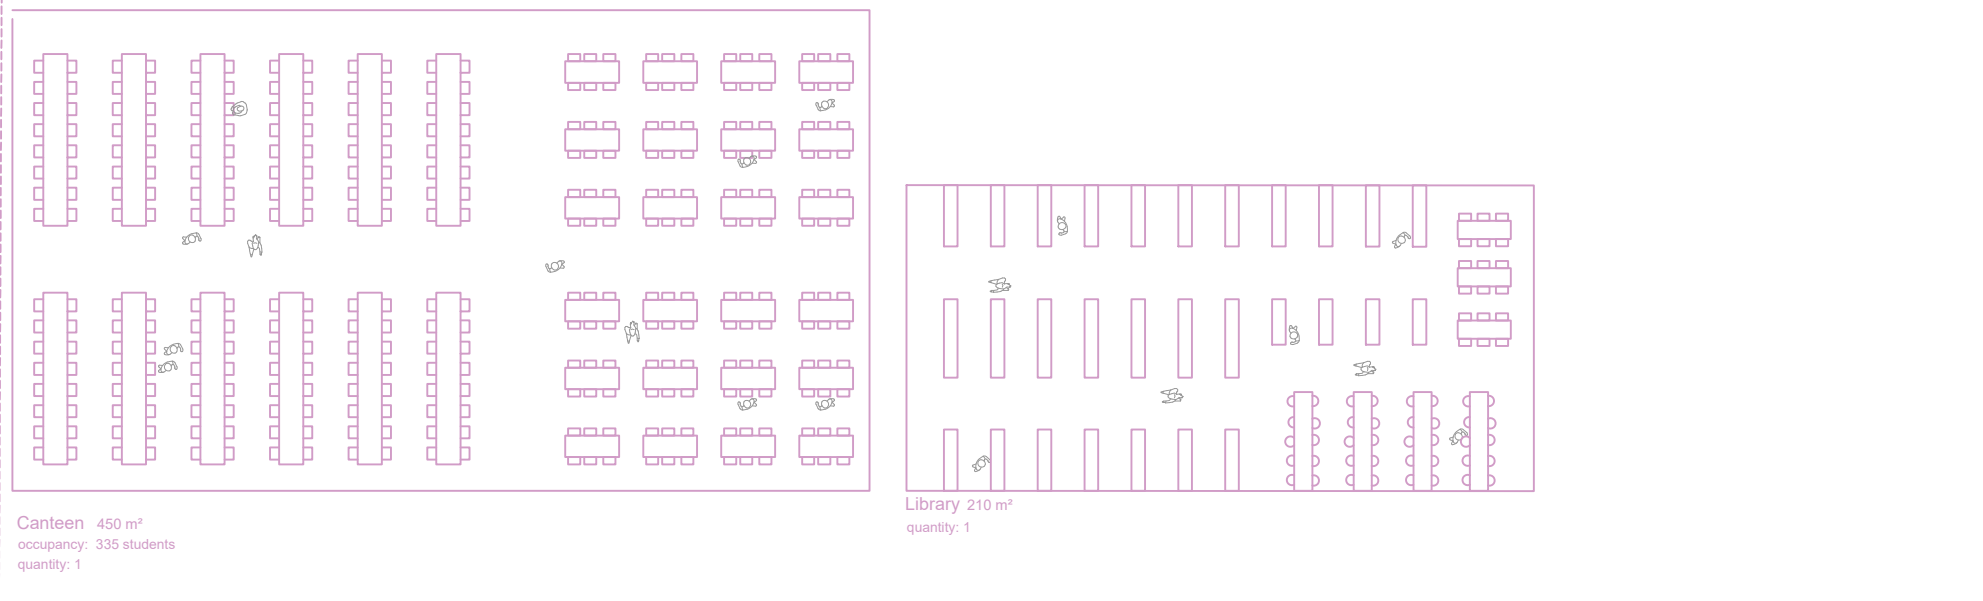 Canteen 450 m²
occupancy: 335 students
quantity: 1
Library 210 m²
quantity: 1